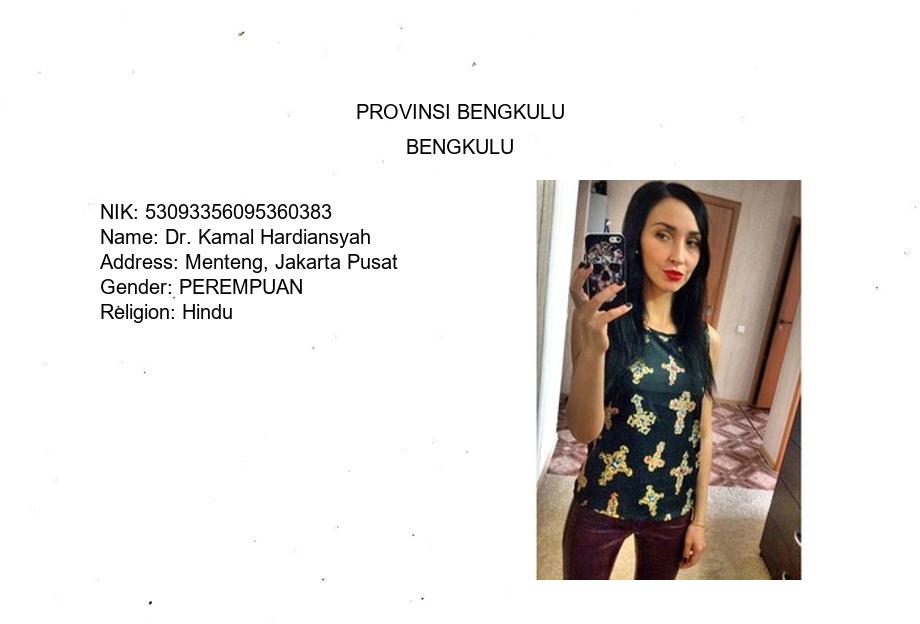 PROVINSI BENGKULU
BENGKULU
NIK: 53093356095360383
Name: Dr. Kamal Hardiansyah
Address: Menteng, Jakarta Pusat
Gender: PEREMPUAN
Religion: Hindu